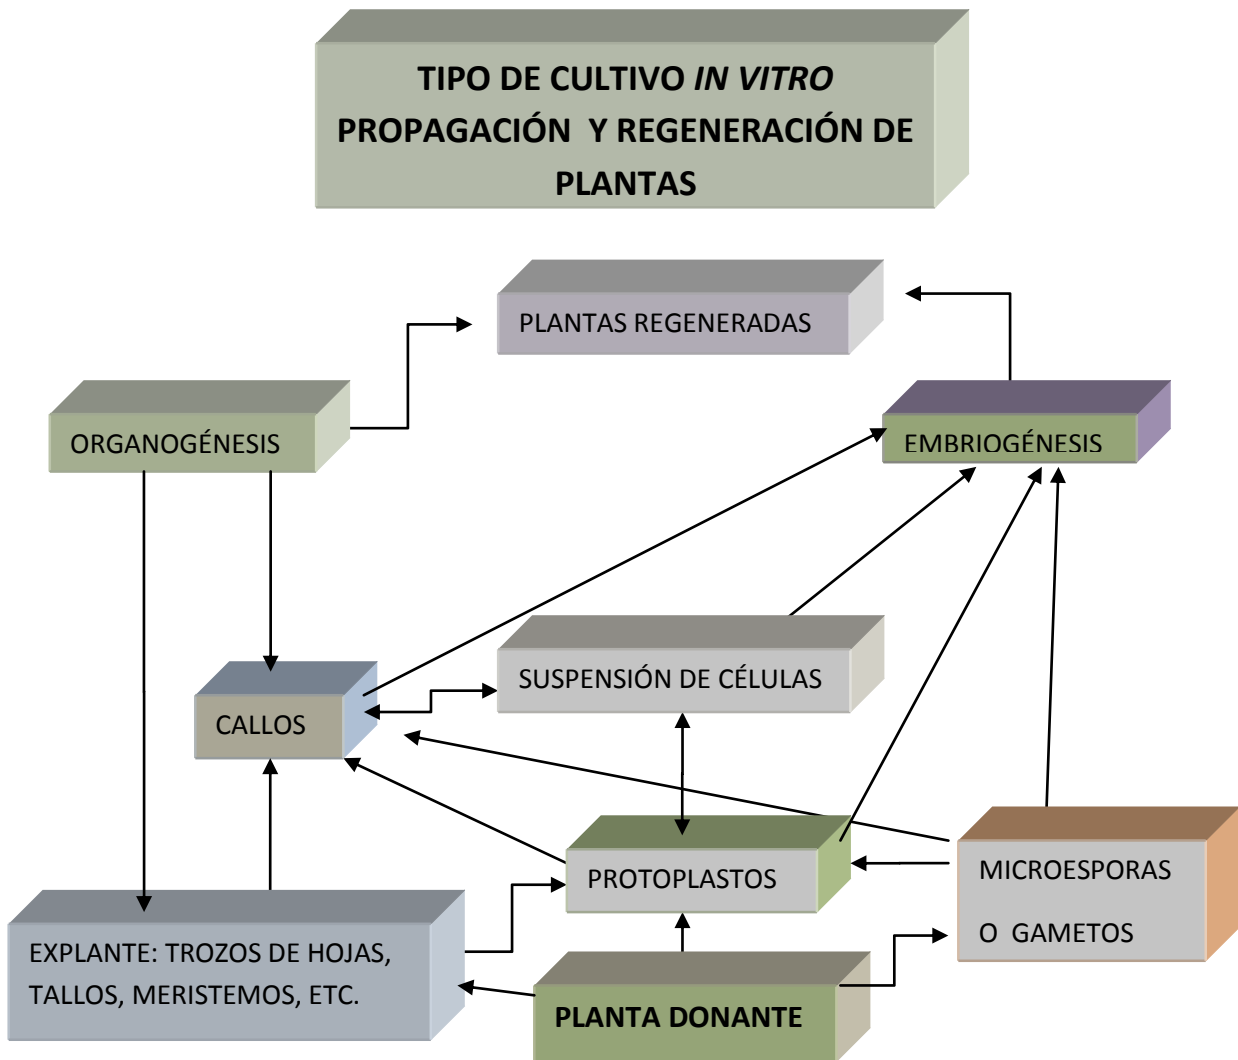 TIPO DE CULTIVO IN VITRO
PROPAGACIÓN Y REGENERACIÓN DE
PLANTAS
PLANTAS REGENERADAS
ORGANOGÉNESIS
EMBRIOGÉNESIS
SUSPENSIÓN DE CÉLULAS
CALLOS
PROTOPLASTOS
MICROESPORAS
O GAMETOS
EXPLANTE: TROZOS DE HOJAS,
TALLOS, MERISTEMOS, ETC.
PLANTA DONANTE